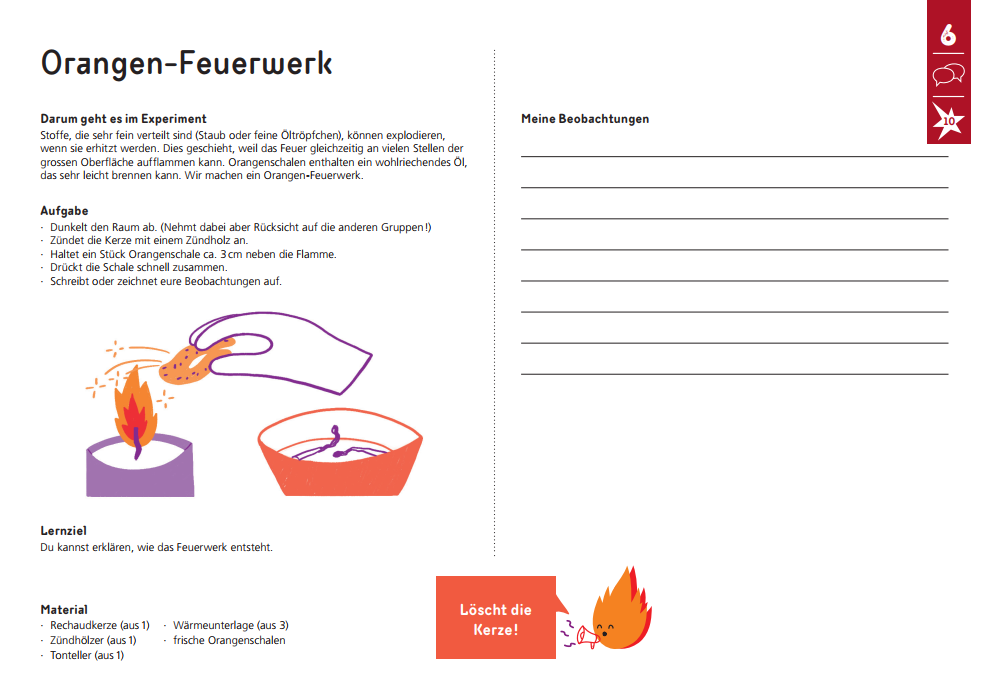 Orangen-Feuerwerk
Darum geht es im Experiment
Stoffe, die sehr fein verteilt sind (Staub oder feine Öltröpfchen), können explodieren,
wenn sie erhitzt werden. Dies geschieht, weil das Feuer gleichzeitig an vielen Stellen der
grossen Oberfläche aufflammen kann. Orangenschalen enthalten ein wohlriechendes Öl,
das sehr leicht brennen kann. Wir machen ein Orangen-Feuerwerk.
Aufgabe
· Dunkelt den Raum ab. (Nehmt dabei aber Rücksicht auf die anderen Gruppen!)
· Zündet die Kerze mit einem Zündholz an.
· Haltet ein Stück Orangenschale ca. 3 cm neben die Flamme.
· Drückt die Schale schnell zusammen.
· Schreibt oder zeichnet eure Beobachtungen auf.
Lernziel
Du kannst erklären, wie das Feuerwerk entsteht.
Material
· Rechaudkerze (aus 1) · Wärmeunterlage (aus 3)
· Zündhölzer (aus 1) · frische Orangenschalen
· Tonteller (aus 1)
Meine Beobachtungen
6
10
Löscht die
Kerze!